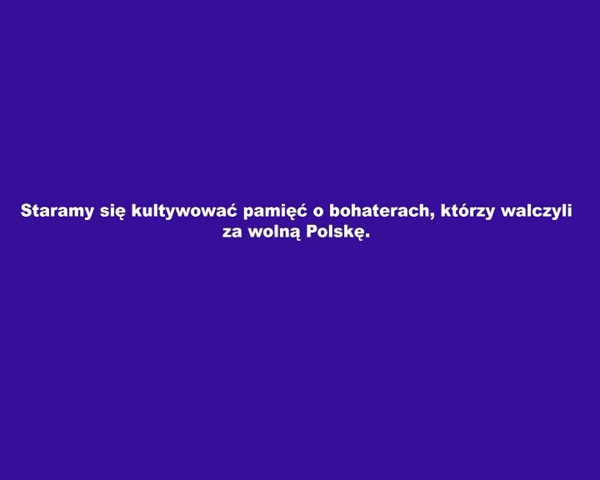 Staramy się kultywować pamięć o bohaterach, którzy walczyli
za wolną Polskę.